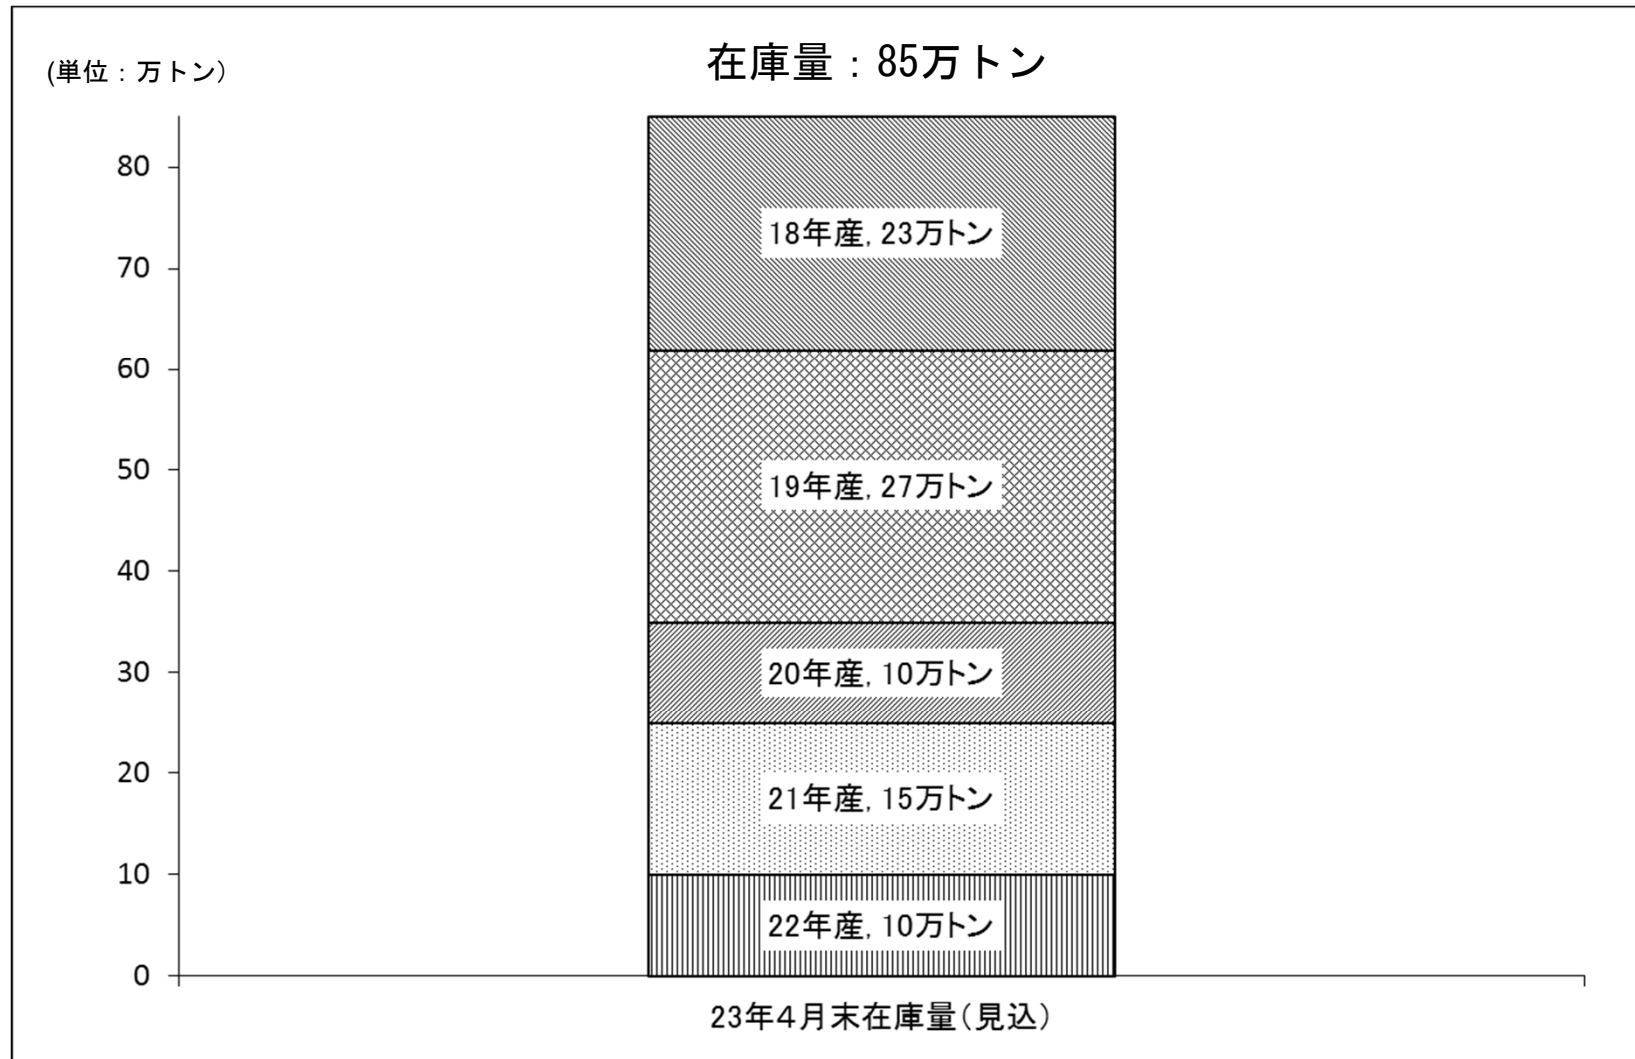 在庫量：85万トン
(単位：万トン)
80
70
60
50
40
30
20
10
0
18年産, 23万トン
19年産, 27万トン
20年産, 10万トン
21年産, 15万トン
22年産, 10万トン
23年４月末在庫量（見込）